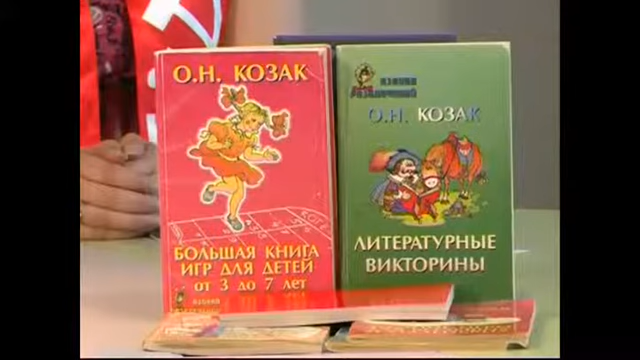 О.Н. КОЗАК
БОЛЬШАЯ КНИГА
ИГР ДЛЯ ДЕТЕЙ
от 3 до 7 лет
О.Н. КОЗАК
ЛИТЕРАТУРНЫЕ
ВИКТОРИНЫ